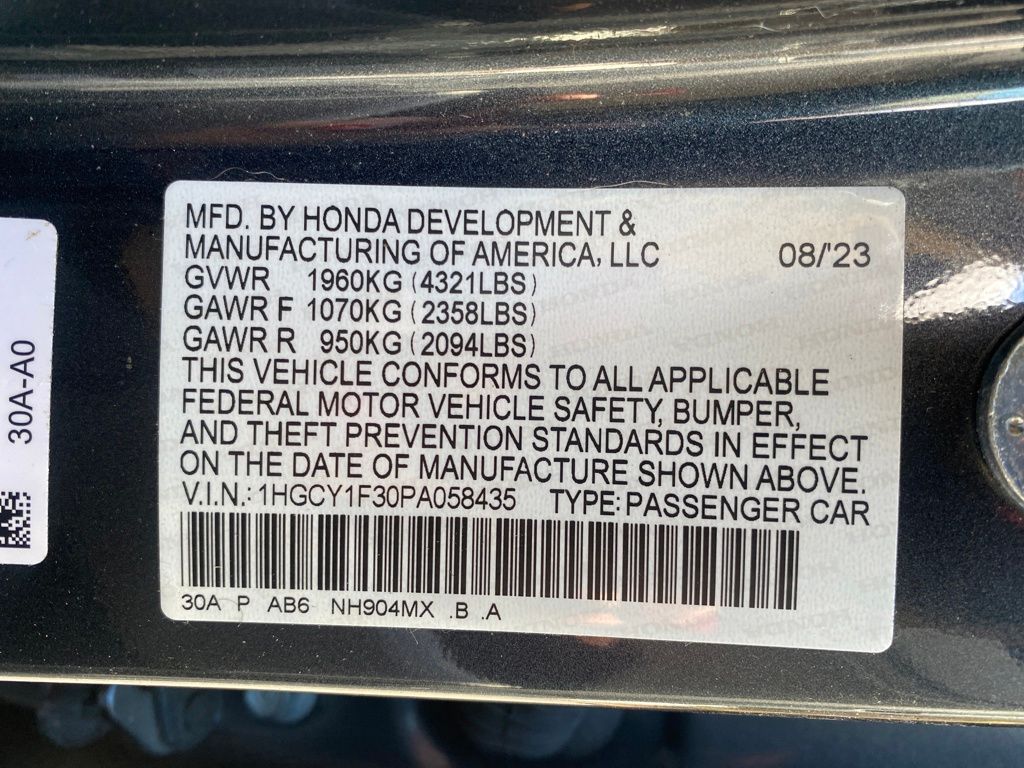 MFD. BY HONDA DEVELOPMENT &
MANUFACTURING OF AMERICA, LLC 08/'23
GVWR 1960KG (4321LBS)
GAWR F 1070KG (2358LBS)
GAWR R 950KG (2094LBS)
THIS VEHICLE CONFORMS TO ALL APPLICABLE
FEDERAL MOTOR VEHICLE SAFETY, BUMPER,
AND THEFT PREVENTION STANDARDS IN EFFECT
ON THE DATE OF MANUFACTURE SHOWN ABOVE.
V.I.N.: 1HGCY1F30PA058435 TYPE: PASSENGER CAR
30A P AB6 NH904MX .B .A
30A-A0